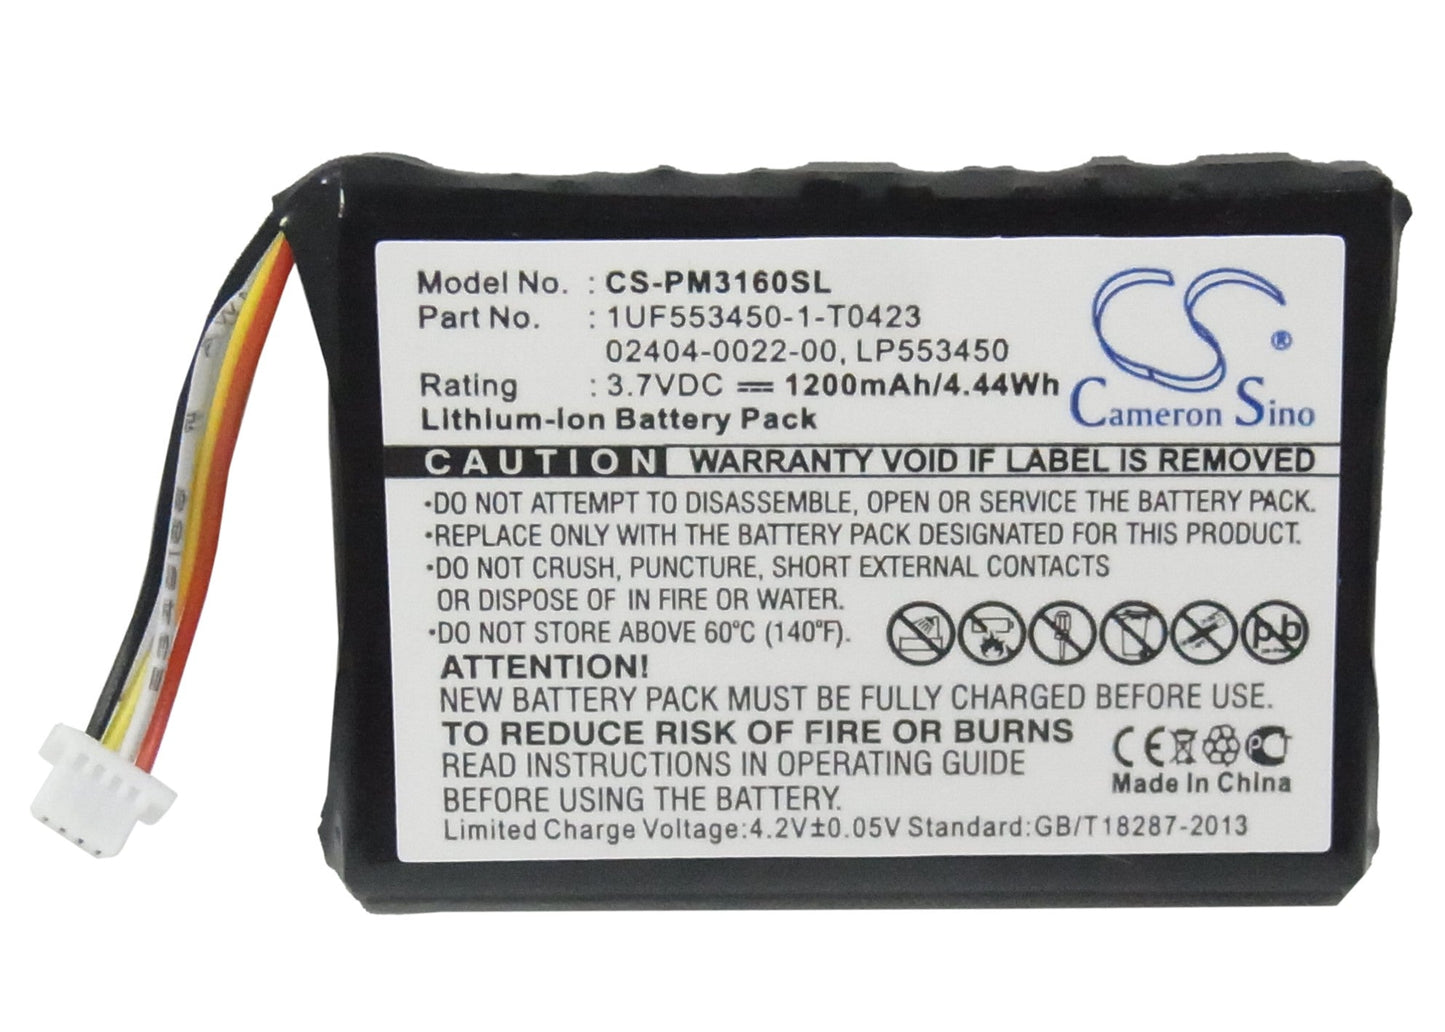 Model No. : CS-PM3160SL
Part No. : 1UF553450-1-T0423
02404-0022-00, LP553450
Rating : 3.7VDC 1200mAh/4.44Wh
Lithium-Ion Battery Pack
CS ®
Cameron Sino
CAUTION WARRANTY VOID IF LABEL IS REMOVED
·DO NOT ATTEMPT TO DISASSEMBLE, OPEN OR SERVICE THE BATTERY PACK.
·REPLACE ONLY WITH THE BATTERY PACK DESIGNATED FOR THIS PRODUCT.
·DO NOT CRUSH, PUNCTURE, SHORT EXTERNAL CONTACTS
OR DISPOSE OF IN FIRE OR WATER.
·DO NOT STORE ABOVE 60°C (140°F).
Pb
ATTENTION!
NEW BATTERY PACK MUST BE FULLY CHARGED BEFORE USE.
TO REDUCE RISK OF FIRE OR BURNS
READ INSTRUCTIONS IN OPERATING GUIDE
BEFORE USING THE BATTERY.
CE PCT
Made In China
Limited Charge Voltage:4.2V±0.05V Standard:GB/T18287-2013